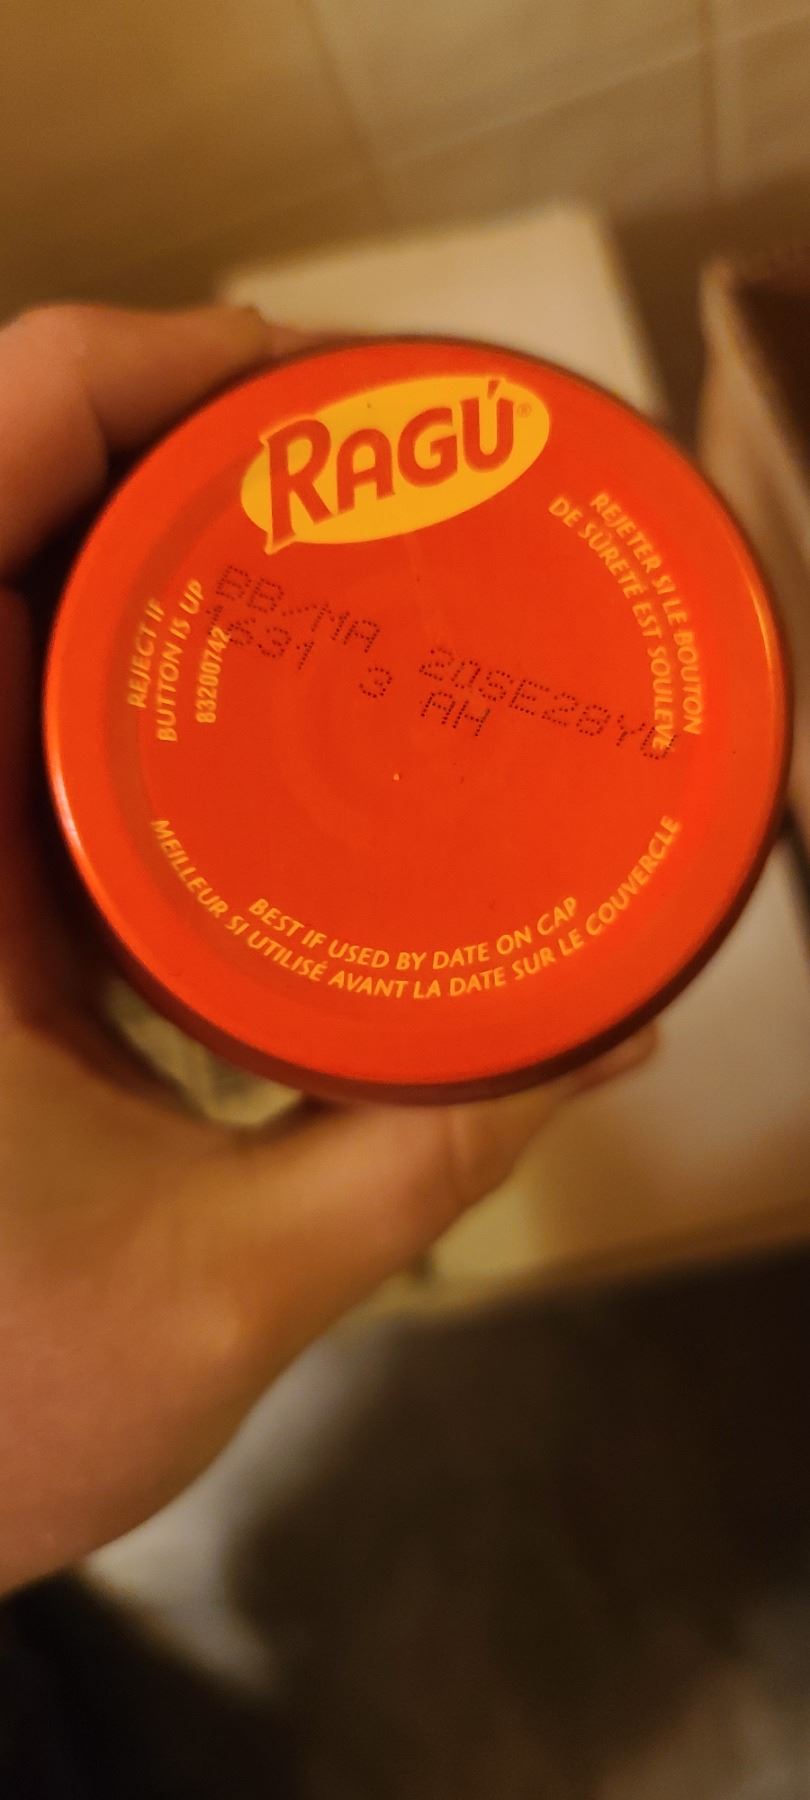 RAGÚ®
REJETER SI LE BOUTON
DE SÛRETÉ EST SOULEVÉ
REJECT IF
BUTTON IS UP
83200742
BB/MA 20SE28YU
1631 3 AH
BEST IF USED BY DATE ON CAP
MEILLEUR SI UTILISÉ AVANT LA DATE SUR LE COUVERCLE